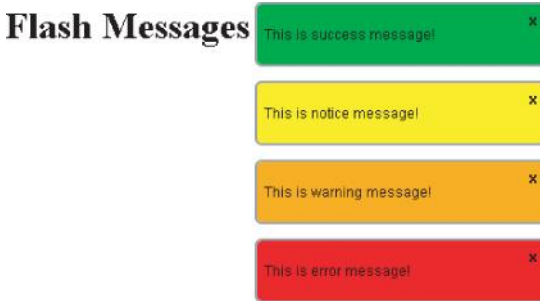 Flash Messages
x
This is success message!
x
This is notice message!
x
This is warning message!
x
This is error message!